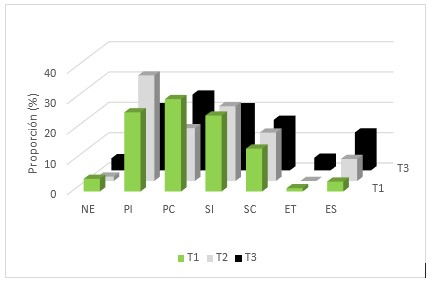 Proporción (%)
40
30
20
10
0
NE PI PC SI SC ET ES
T1
T3
T1 T2 T3